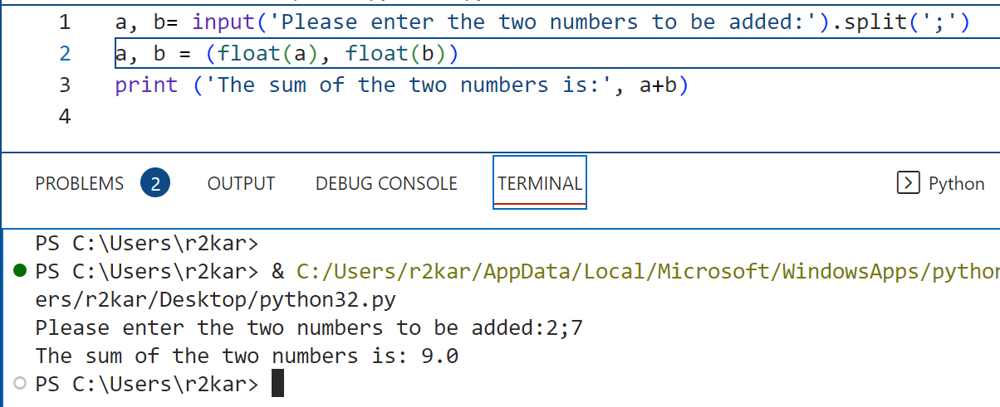 1 a, b= input('Please enter the two numbers to be added:').split(';')
2 a, b = (float(a), float(b))
3 print ('The sum of the two numbers is:', a+b)
4
PROBLEMS 2 OUTPUT DEBUG CONSOLE TERMINAL Python
PS C:\Users\r2kar>
PS C:\Users\r2kar> & C:/Users/r2kar/AppData/Local/Microsoft/WindowsApps/python
ers/r2kar/Desktop/python32.py
Please enter the two numbers to be added:2;7
The sum of the two numbers is: 9.0
PS C:\Users\r2kar>